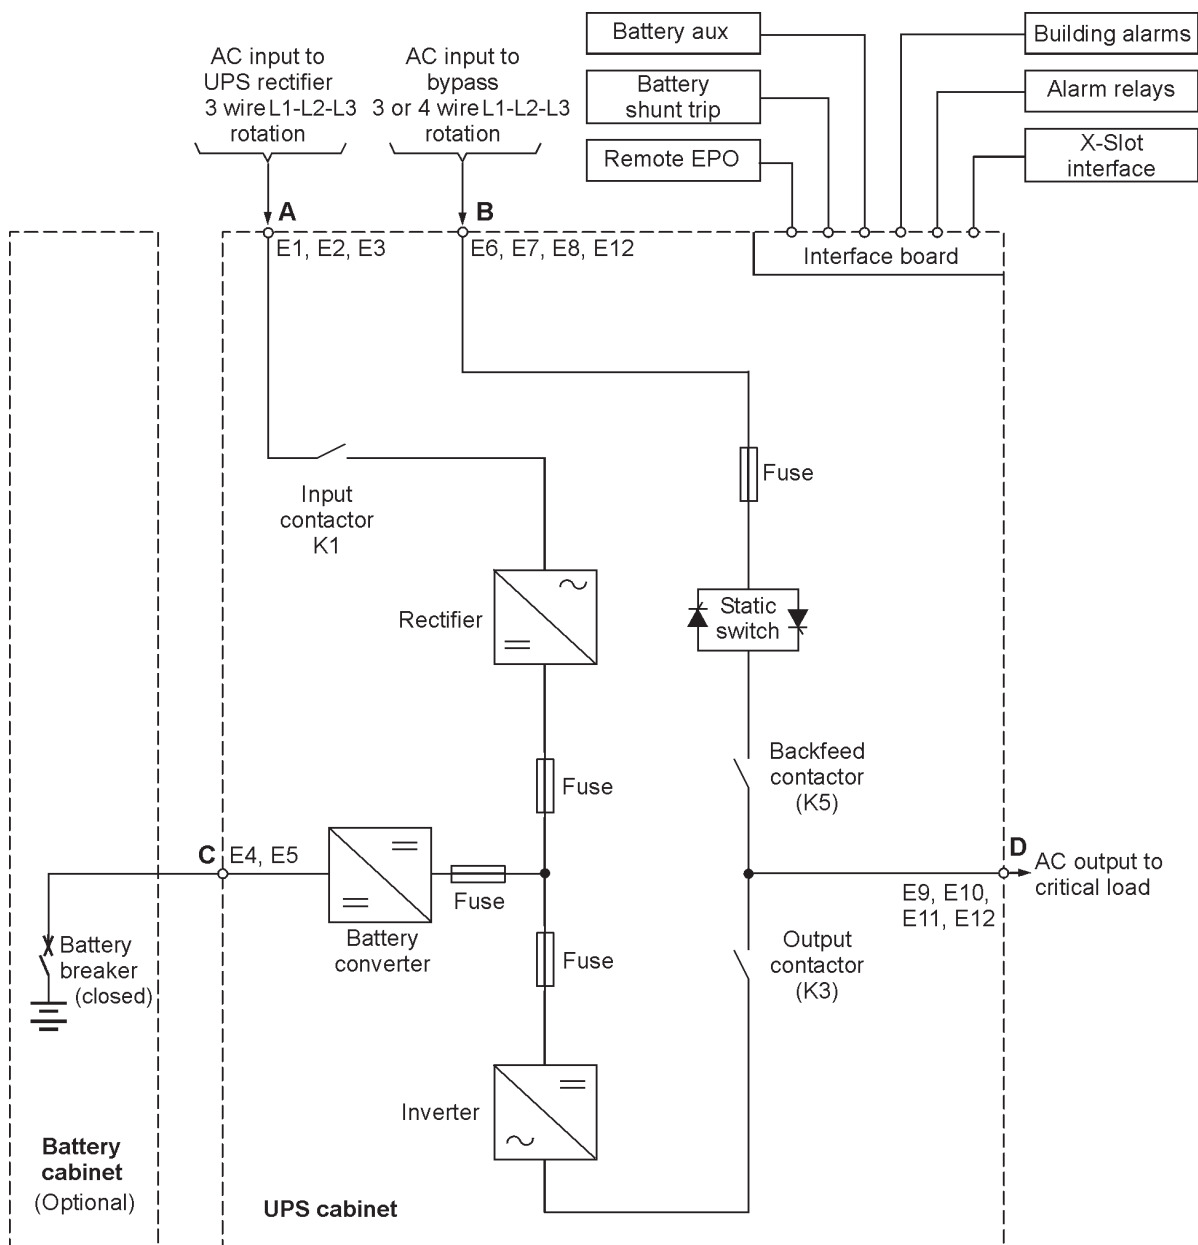 AC input to
UPS rectifier
3 wire L1-L2-L3
rotation
AC input to
bypass
3 or 4 wire L1-L2-L3
rotation
Battery aux
Battery
shunt trip
Remote EPO
Building alarms
Alarm relays
X-Slot
interface
A
E1, E2, E3
B
E6, E7, E8, E12
Interface board
Input
contactor
K1
Fuse
Rectifier
Static
switch
Fuse
Backfeed
contactor
(K5)
C
E4, E5
Fuse
Battery
converter
D
AC output to
critical load
E9, E10,
E11, E12
Battery
breaker
(closed)
Fuse
Output
contactor
(K3)
Inverter
Battery
cabinet
(Optional)
UPS cabinet